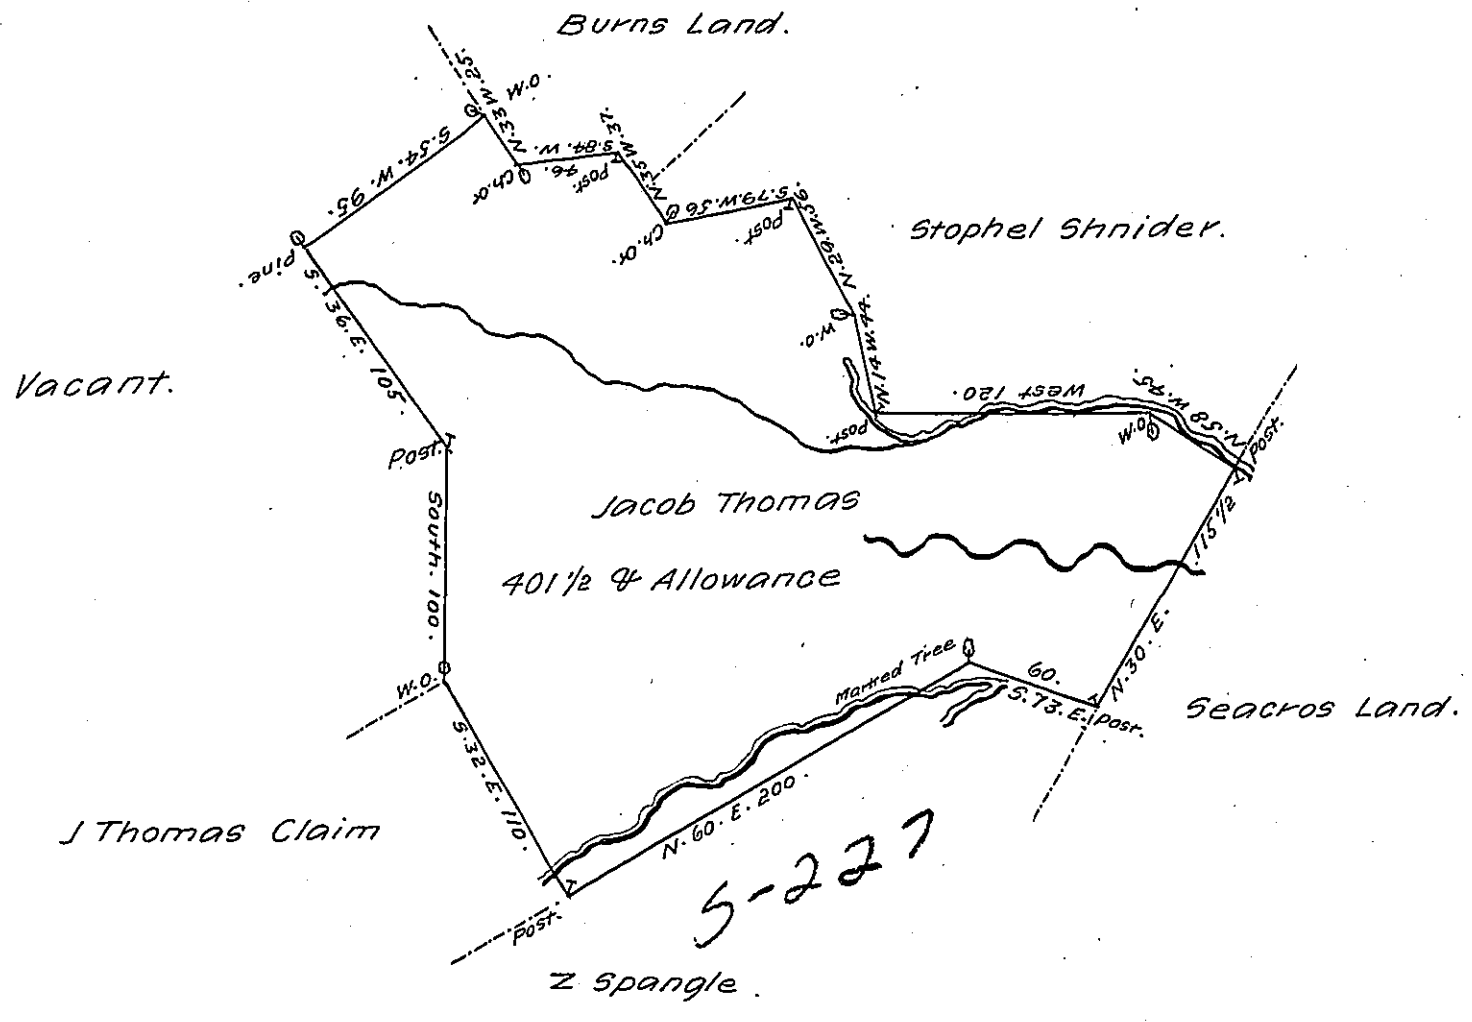 Burns Land.
N. 33 W. 25.
W.O.
S. 54. W. 95.
Ch.O.
S. 84. W. 46.
Post.
N. 35 W. 37.
Ch.O.
S. 79. W. 56
Post.
N. 29. W. 56.
Stophel Shnider.
Pine.
S. 36. E. 105.
W.O.
N. 14 W. 44.
Vacant.
Post.
West 120.
W.O.
N. 58 W. 45.
Post.
Post.
South. 100.
Jacob Thomas
401 1/2 & Allowance
115 1/2
N. 30. E.
Marked Tree
60.
S. 73. E.
Post.
Seacros Land.
W.O.
S. 32. E. 110.
J Thomas Claim
N. 60. E. 200.
Post.
S-227
Z Spangle.